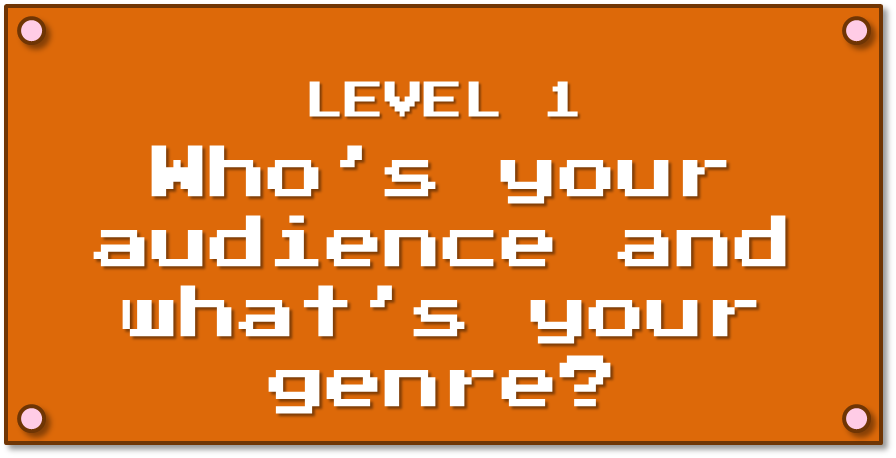 LEVEL 1
Who's your
audience and
what's your
genre?